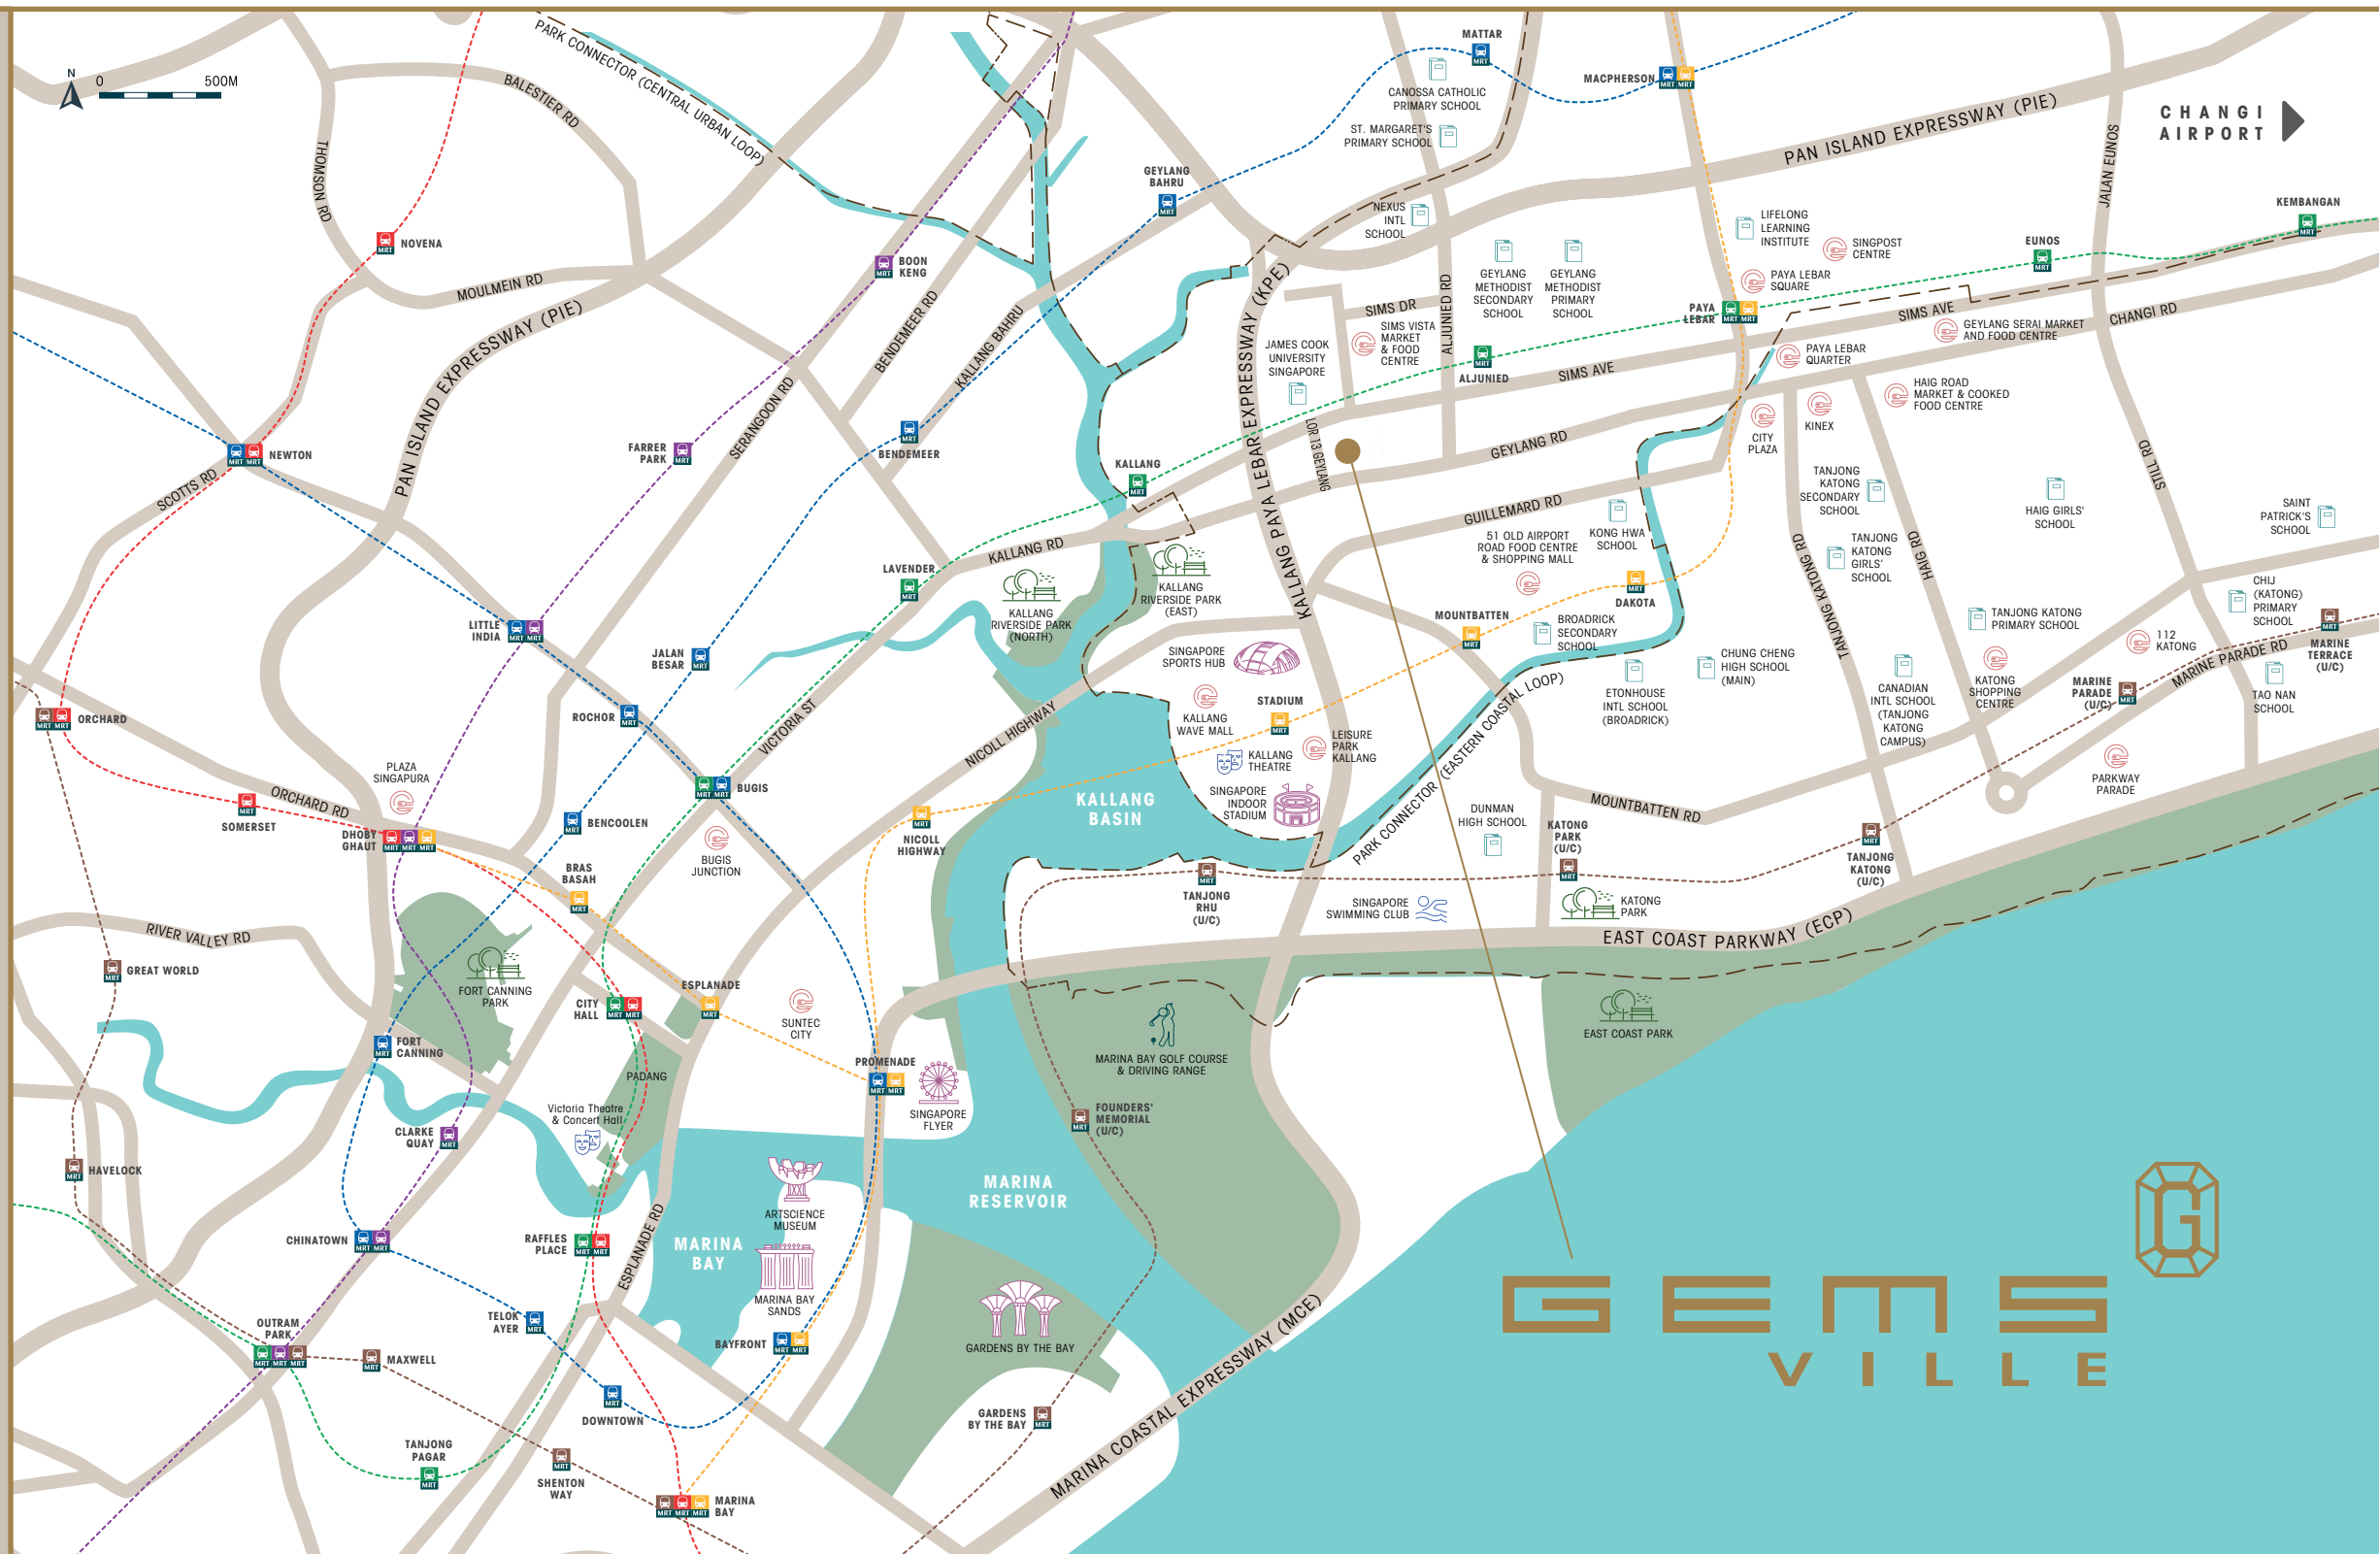 N
0
500M
PARK CONNECTOR (CENTRAL URBAN LOOP)
BALESTIER RD
THOMSON RD
NOVENA
MOULMEIN RD
PAN ISLAND EXPRESSWAY (PIE)
BOON
KENG
BENDEMEER RD
KALLANG BAHRU
GEYLANG
BAHRU
MATTAR
CANOSSA CATHOLIC
PRIMARY SCHOOL
ST. MARGARET'S
PRIMARY SCHOOL
MACPHERSON
PAN ISLAND EXPRESSWAY (PIE)
CHANGI
AIRPORT
JALAN EUNOS
KEMBANGAN
EUNOS
NEXUS
INTL
SCHOOL
LIFELONG
LEARNING
INSTITUTE
SINGPOST
CENTRE
PAYA LEBAR
SQUARE
GEYLANG
METHODIST
SECONDARY
SCHOOL
GEYLANG
METHODIST
PRIMARY
SCHOOL
PAYA
LEBAR
SIMS AVE
CHANGI RD
GEYLANG SERAI MARKET
AND FOOD CENTRE
SIMS DR
ALJUNIED RD
SIMS VISTA
MARKET
& FOOD
CENTRE
JAMES COOK
UNIVERSITY
SINGAPORE
KALLANG PAYA LEBAR EXPRESSWAY (KPE)
ALJUNIED
SIMS AVE
PAYA LEBAR
QUARTER
HAIG ROAD
MARKET & COOKED
FOOD CENTRE
KINEX
CITY
PLAZA
NEWTON
SCOTTS RD
FARRER
PARK
SERANGOON RD
BENDEMEER
KALLANG
LOR 13 GEYLANG
GEYLANG RD
GUILLEMARD RD
TANJONG
KATONG
SECONDARY
SCHOOL
STILL RD
HAIG GIRLS'
SCHOOL
SAINT
PATRICK'S
SCHOOL
KALLANG RD
LAVENDER
51 OLD AIRPORT
ROAD FOOD CENTRE
& SHOPPING MALL
KONG HWA
SCHOOL
TANJONG
KATONG
GIRLS'
SCHOOL
TANJONG KATONG RD
HAIG RD
KALLANG
RIVERSIDE PARK
(EAST)
KALLANG
RIVERSIDE PARK
(NORTH)
DAKOTA
MOUNTBATTEN
BROADRICK
SECONDARY
SCHOOL
TANJONG KATONG
PRIMARY SCHOOL
CHIJ
(KATONG)
PRIMARY
SCHOOL
112
KATONG
MARINE
TERRACE
(U/C)
MARINE PARADE RD
LITTLE
INDIA
JALAN
BESAR
SINGAPORE
SPORTS HUB
CHUNG CHENG
HIGH SCHOOL
(MAIN)
ETONHOUSE
INTL SCHOOL
(BROADRICK)
CANADIAN
INTL SCHOOL
(TANJONG
KATONG
CAMPUS)
KATONG
SHOPPING
CENTRE
MARINE
PARADE
(U/C)
TAO NAN
SCHOOL
ORCHARD
ROCHOR
VICTORIA ST
NICOLL HIGHWAY
STADIUM
KALLANG
WAVE MALL
KALLANG
THEATRE
LEISURE
PARK
KALLANG
SINGAPORE
INDOOR
STADIUM
PARK CONNECTOR (EASTERN COASTAL LOOP)
PARKWAY
PARADE
PLAZA
SINGAPURA
ORCHARD RD
SOMERSET
DHOBY
GHAUT
BUGIS
BENCOOLEN
BUGIS
JUNCTION
BRAS
BASAH
NICOLL
HIGHWAY
KALLANG
BASIN
MOUNTBATTEN RD
DUNMAN
HIGH SCHOOL
KATONG
PARK
(U/C)
TANJONG
KATONG
(U/C)
TANJONG
RHU
(U/C)
SINGAPORE
SWIMMING CLUB
KATONG
PARK
EAST COAST PARKWAY (ECP)
RIVER VALLEY RD
GREAT WORLD
FORT CANNING
PARK
CITY
HALL
ESPLANADE
SUNTEC
CITY
EAST COAST PARK
FORT
CANNING
MARINA BAY GOLF COURSE
& DRIVING RANGE
PADANG
PROMENADE
SINGAPORE
FLYER
Victoria Theatre
& Concert Hall
CLARKE
QUAY
FOUNDERS'
MEMORIAL
(U/C)
HAVELOCK
ARTSCIENCE
MUSEUM
MARINA
RESERVOIR
CHINATOWN
RAFFLES
PLACE
ESPLANADE RD
MARINA
BAY
MARINA BAY
SANDS
BAYFRONT
GARDENS BY THE BAY
TELOK
AYER
OUTRAM
PARK
MAXWELL
DOWNTOWN
GARDENS
BY THE BAY
MARINA COASTAL EXPRESSWAY (MCE)
TANJONG
PAGAR
SHENTON
WAY
MARINA
BAY
G
GEMS
VILLE